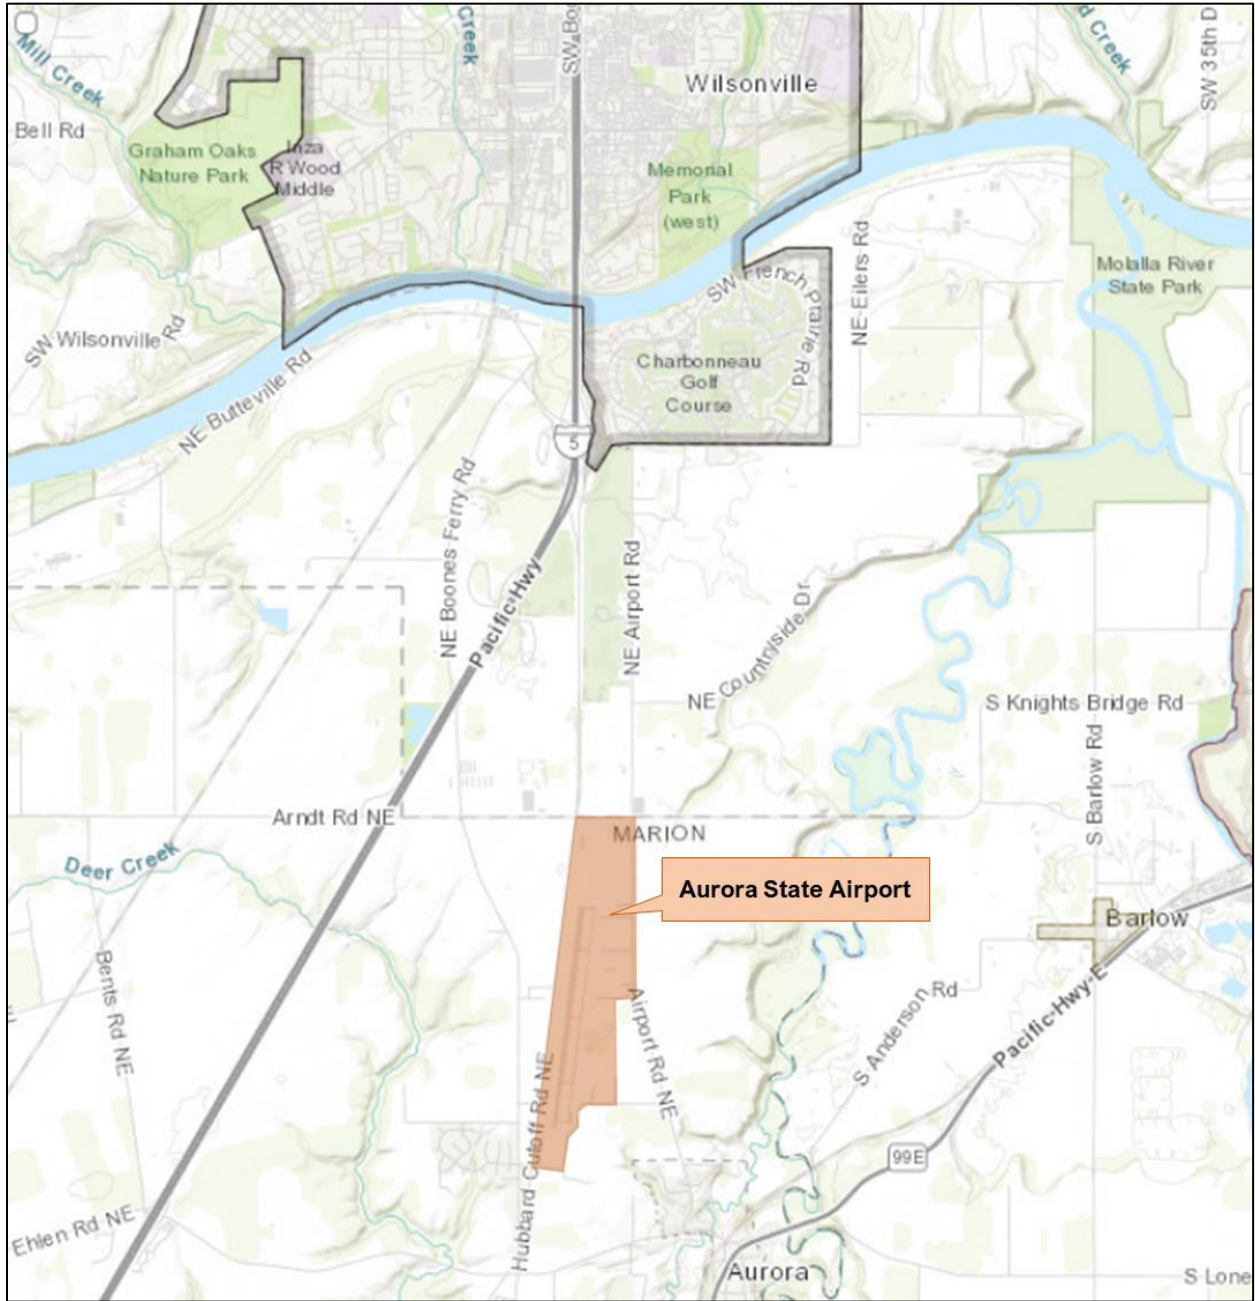 Creek
SW Bo
d Creek
SW 35th D
Mill Creek
Wilsonville
Bell Rd
Graham Oaks
Nature Park
Inza
R Wood
Middle
Memorial
Park
(west)
NE Eilers Rd
Molalla River
State Park
SW French Prairie Rd
SW Wilsonville Rd
Charbonneau
Golf
Course
NE Butteville Rd
5
NE Boones Ferry Rd
Pacific Hwy
NE Airport Rd
NE Countryside Dr
S Knights Bridge Rd
S Barlow Rd
Arndt Rd NE
MARION
Deer Creek
Aurora State Airport
Barlow
Bents Rd NE
Airport Rd NE
S Anderson Rd
Pacific Hwy E
Hubbard Cutoff Rd NE
99E
Ehlen Rd NE
Aurora
S Lone